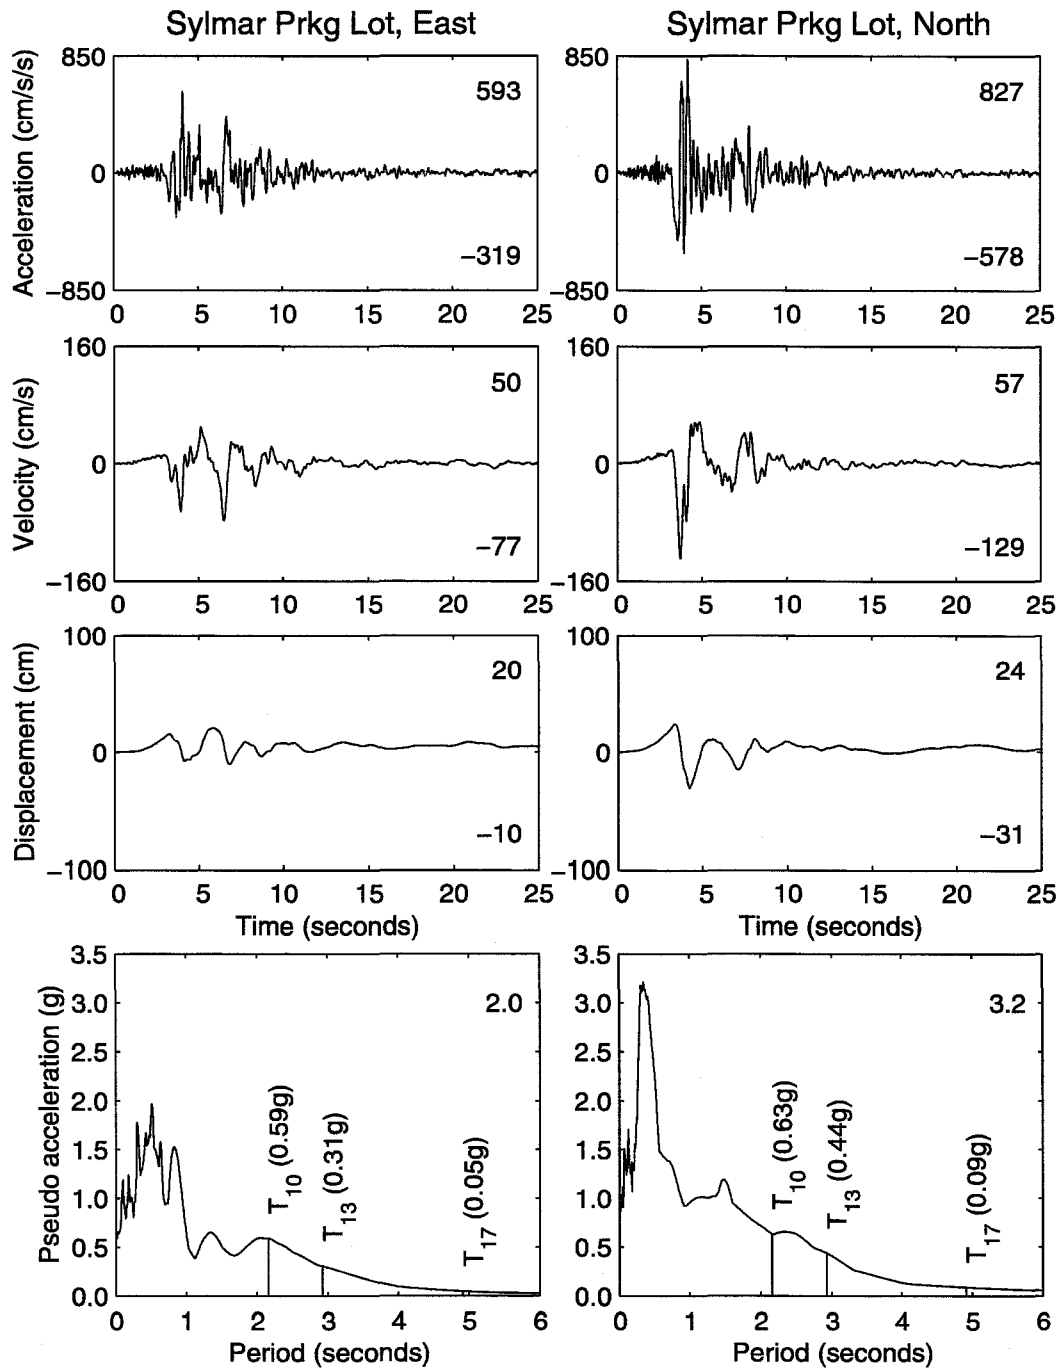 Sylmar Prkg Lot, East
Sylmar Prkg Lot, North
Acceleration (cm/s/s)
850
0
−850
593
−319
0 5 10 15 20 25
850
0
−850
827
−578
0 5 10 15 20 25
Velocity (cm/s)
160
0
−160
50
−77
0 5 10 15 20 25
160
0
−160
57
−129
0 5 10 15 20 25
Displacement (cm)
100
0
−100
20
−10
0 5 10 15 20 25
Time (seconds)
100
0
−100
24
−31
0 5 10 15 20 25
Time (seconds)
Pseudo acceleration (g)
3.5
3.0
2.5
2.0
1.5
1.0
0.5
0.0
2.0
T10 (0.59g)
T13 (0.31g)
T17 (0.05g)
0 1 2 3 4 5 6
Period (seconds)
3.5
3.0
2.5
2.0
1.5
1.0
0.5
0.0
3.2
T10 (0.63g)
T13 (0.44g)
T17 (0.09g)
0 1 2 3 4 5 6
Period (seconds)